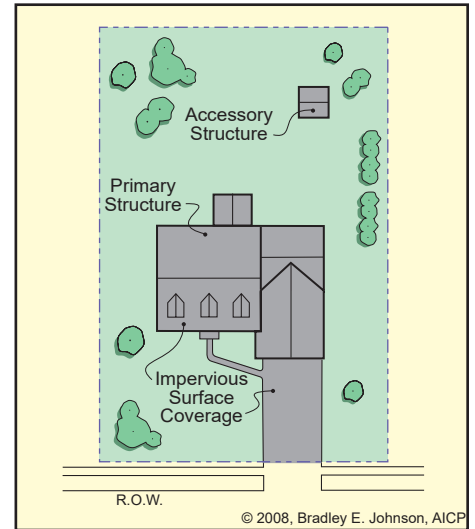 Accessory
Structure
Primary
Structure
Impervious
Surface
Coverage
R.O.W.
© 2008, Bradley E. Johnson, AICP